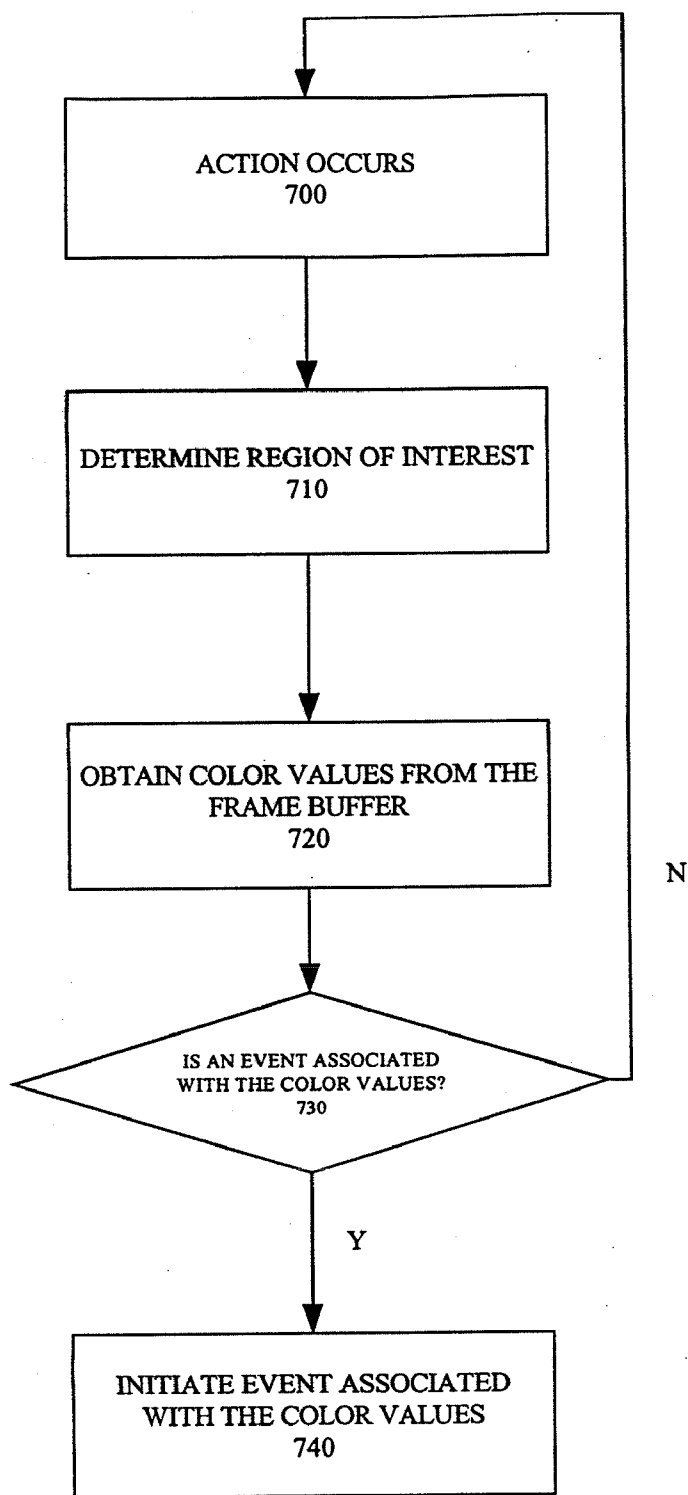 ACTION OCCURS
700
DETERMINE REGION OF INTEREST
710
OBTAIN COLOR VALUES FROM THE
FRAME BUFFER
720
N
IS AN EVENT ASSOCIATED
WITH THE COLOR VALUES?
730
Y
INITIATE EVENT ASSOCIATED
WITH THE COLOR VALUES
740